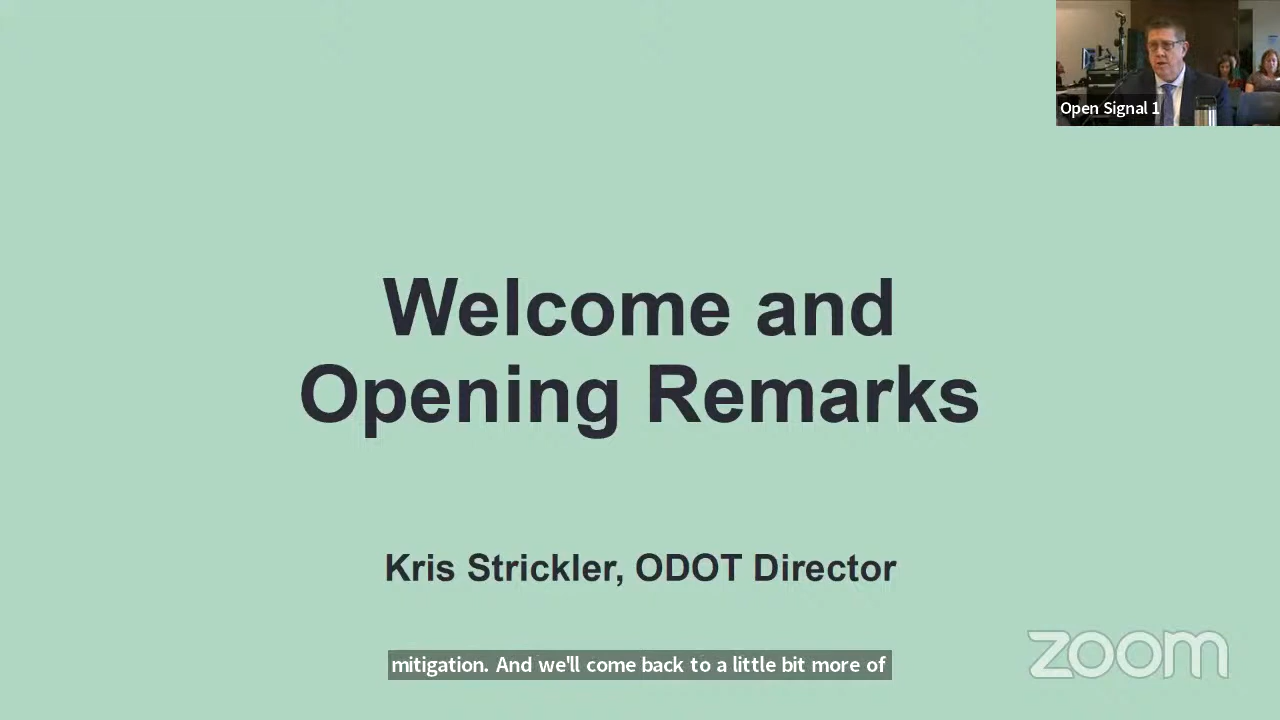 Open Signal 1
Welcome and
Opening Remarks
Kris Strickler, ODOT Director
mitigation. And we'll come back to a little bit more of
zoom